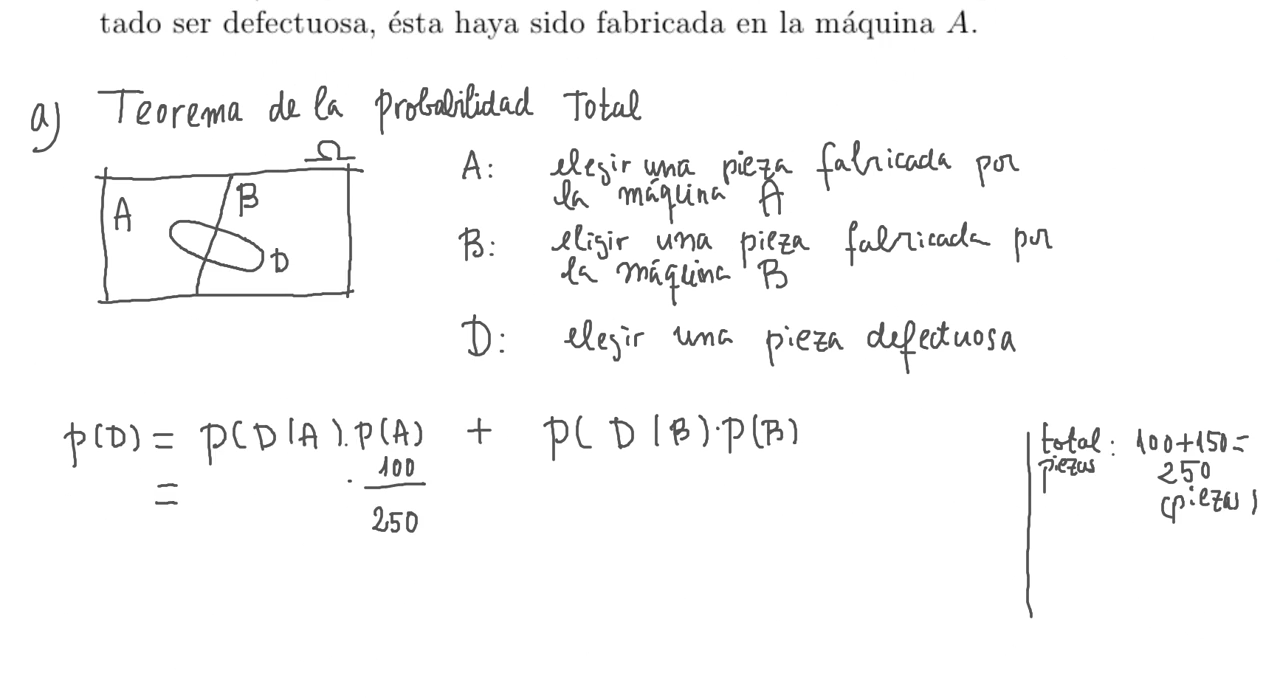 tado ser defectuosa, ésta haya sido fabricada en la máquina A.
a) Teorema de la probabilidad Total
Ω
A
B
D
A: elegir una pieza fabricada por
la máquina A
B: eligir una pieza fabricada por
la máquina B
D: elegir una pieza defectuosa
p(D) = p(D|A).p(A) + p(D|B)·p(B)
= · 100
250
total: 100+150=
piezas 250
(piezas)